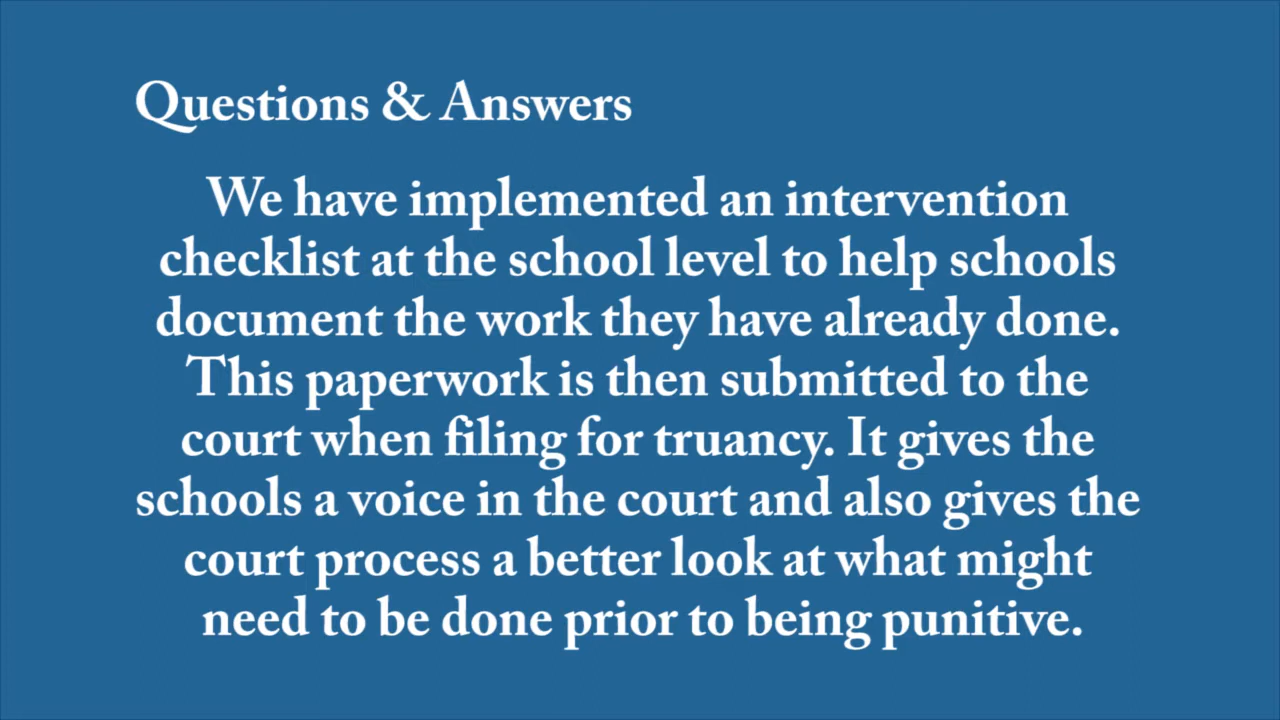 Questions & Answers
We have implemented an intervention
checklist at the school level to help schools
document the work they have already done.
This paperwork is then submitted to the
court when filing for truancy. It gives the
schools a voice in the court and also gives the
court process a better look at what might
need to be done prior to being punitive.